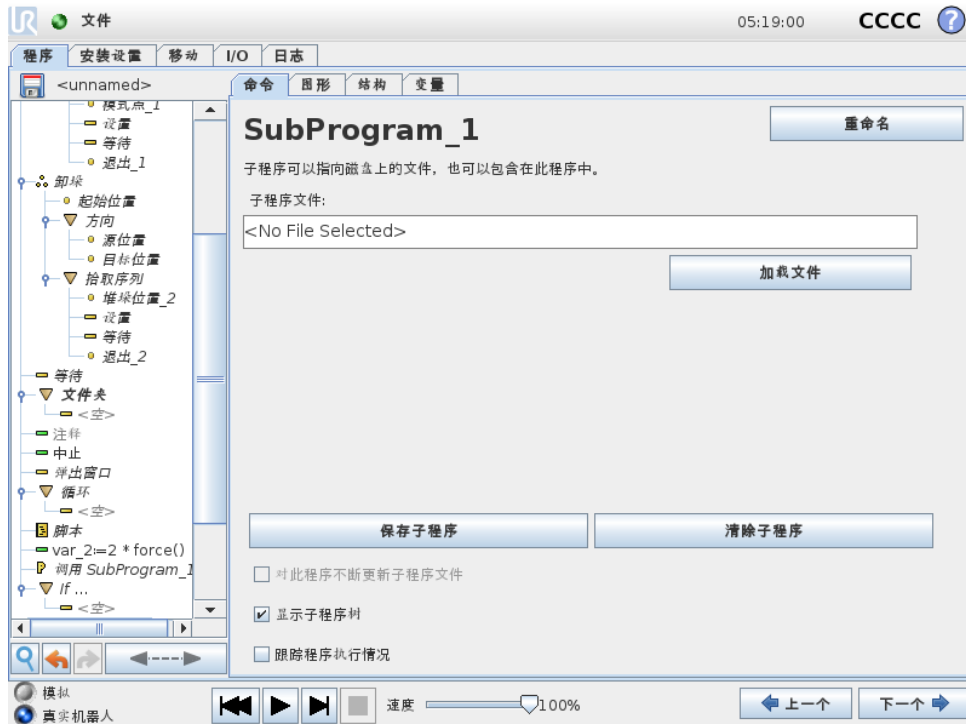 UR 文件 05:19:00 CCCC ?
程序 安装设置 移动 I/O 日志
<unnamed>
命令 图形 结构 变量
模式点_1
设置
等待
退出_1
卸垛
起始位置
方向
源位置
目标位置
拾取序列
堆垛位置_2
设置
等待
退出_2
等待
文件夹
<空>
注释
中止
弹出窗口
循环
<空>
脚本
var_2≔2 * force()
调用 SubProgram_1
If ...
<空>
SubProgram_1
重命名
子程序可以指向磁盘上的文件，也可以包含在此程序中。
子程序文件:
<No File Selected>
加载文件
保存子程序 清除子程序
对此程序不断更新子程序文件
显示子程序树
跟踪程序执行情况
模拟
真实机器人
速度 100%
上一个 下一个